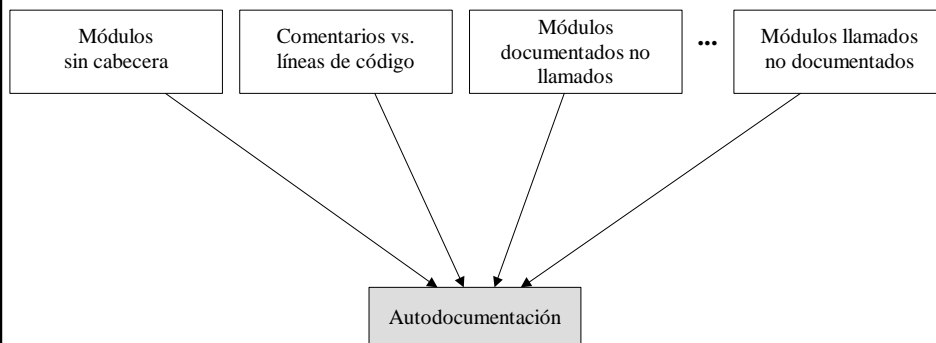 Módulos
sin cabecera
Comentarios vs.
líneas de código
Módulos
documentados no
llamados
...
Módulos llamados
no documentados
Autodocumentación